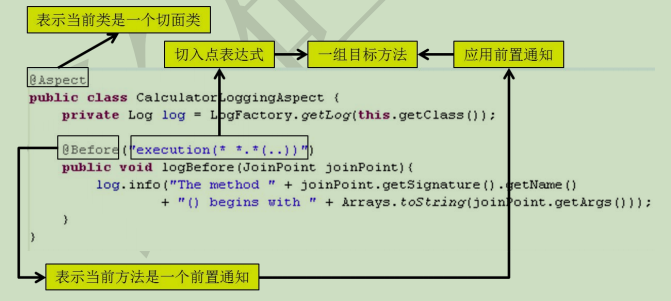 表示当前类是一个切面类
切入点表达式
一组目标方法
应用前置通知
@Aspect
public class CalculatorLoggingAspect {
private Log log = LogFactory.getLog(this.getClass());
@Before("execution(* *.*(..))")
public void logBefore(JoinPoint joinPoint){
log.info("The method " + joinPoint.getSignature().getName()
+ "() begins with " + Arrays.toString(joinPoint.getArgs()));
}
}
表示当前方法是一个前置通知